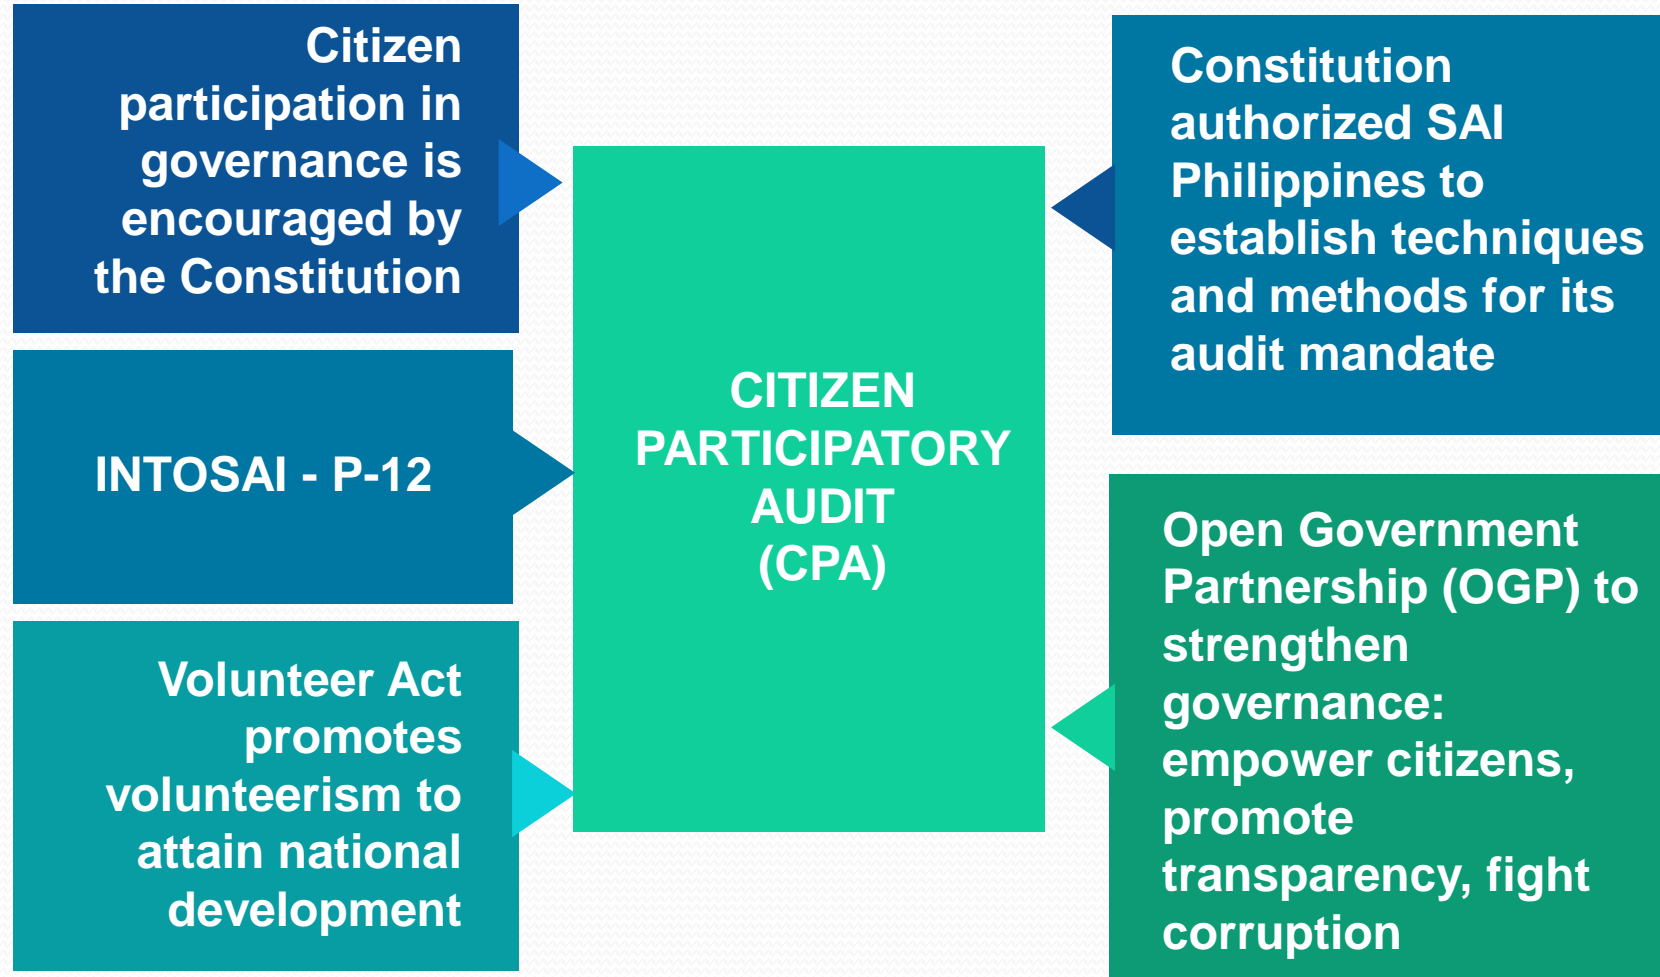 Citizen
participation in
governance is
encouraged by
the Constitution
INTOSAI - P-12
Volunteer Act
promotes
volunteerism to
attain national
development
CITIZEN
PARTICIPATORY
AUDIT
(CPA)
Constitution
authorized SAI
Philippines to
establish techniques
and methods for its
audit mandate
Open Government
Partnership (OGP) to
strengthen
governance:
empower citizens,
promote
transparency, fight
corruption